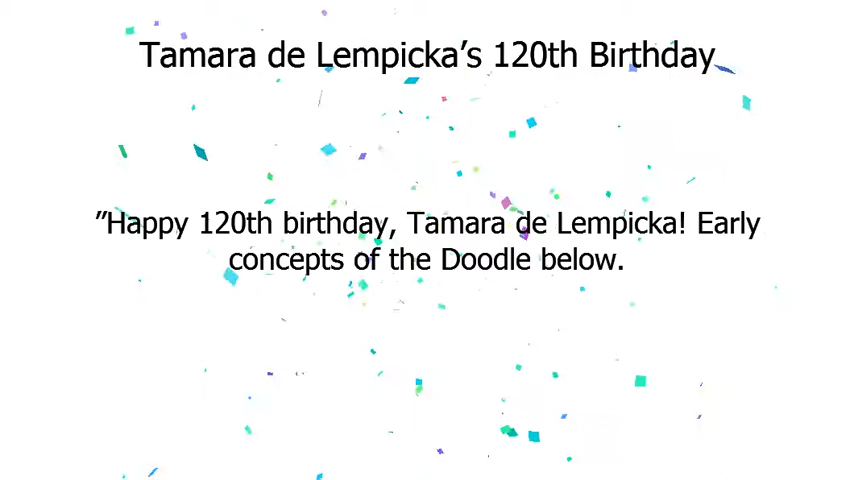 Tamara de Lempicka’s 120th Birthday
”Happy 120th birthday, Tamara de Lempicka! Early
concepts of the Doodle below.